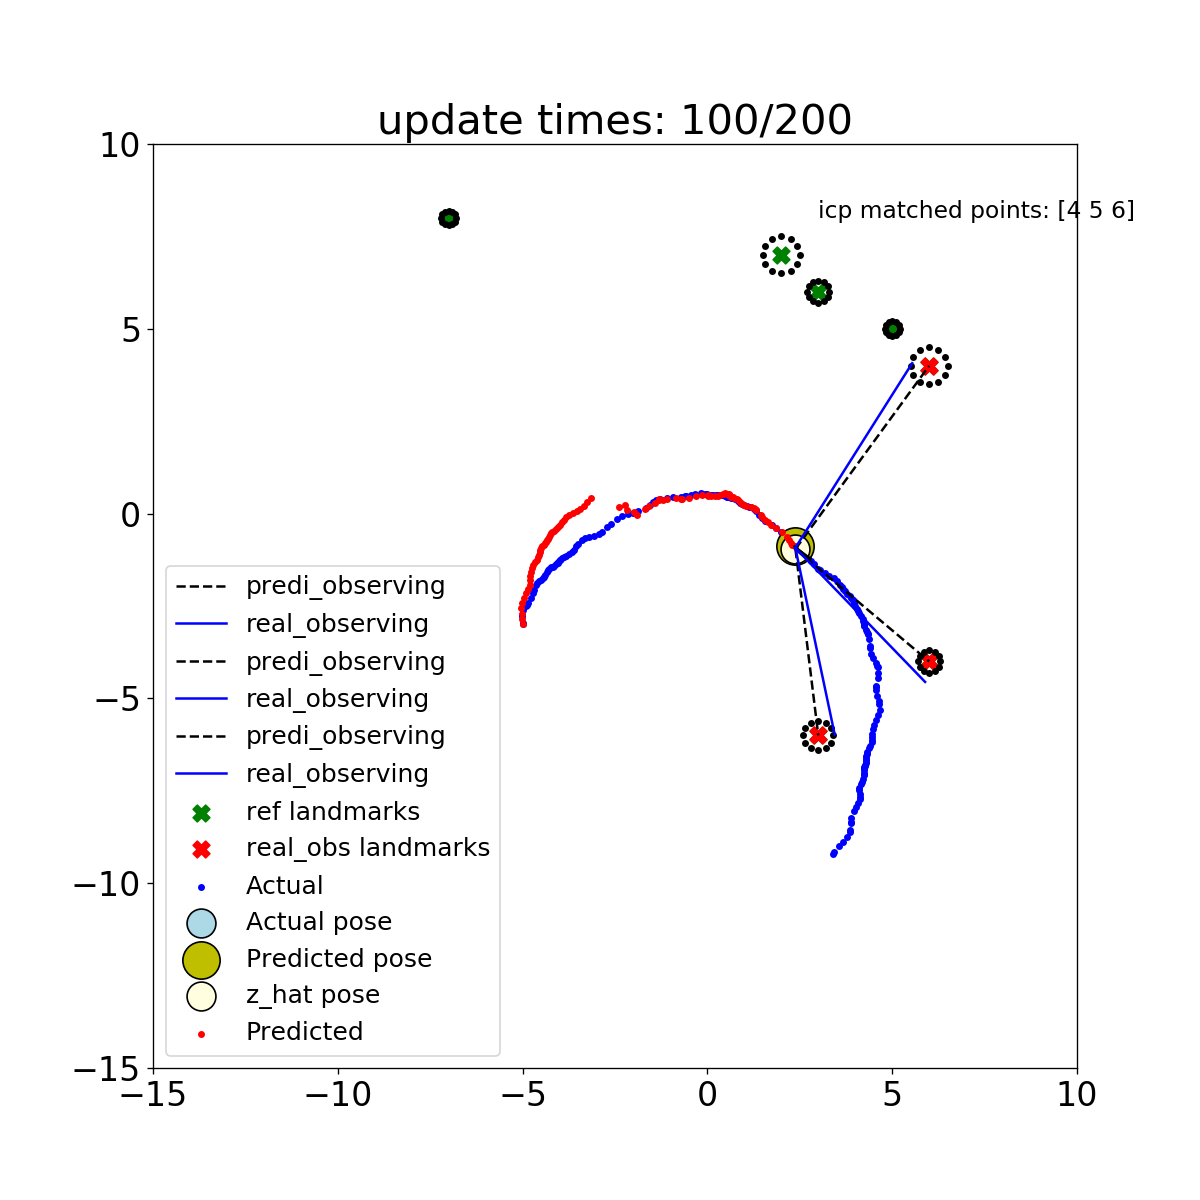 update times: 100/200
10
5
0
−5
−10
−15
icp matched points: [4 5 6]
predi_observing
real_observing
predi_observing
real_observing
predi_observing
real_observing
ref landmarks
real_obs landmarks
Actual
Actual pose
Predicted pose
z_hat pose
Predicted
−15 −10 −5 0 5 10